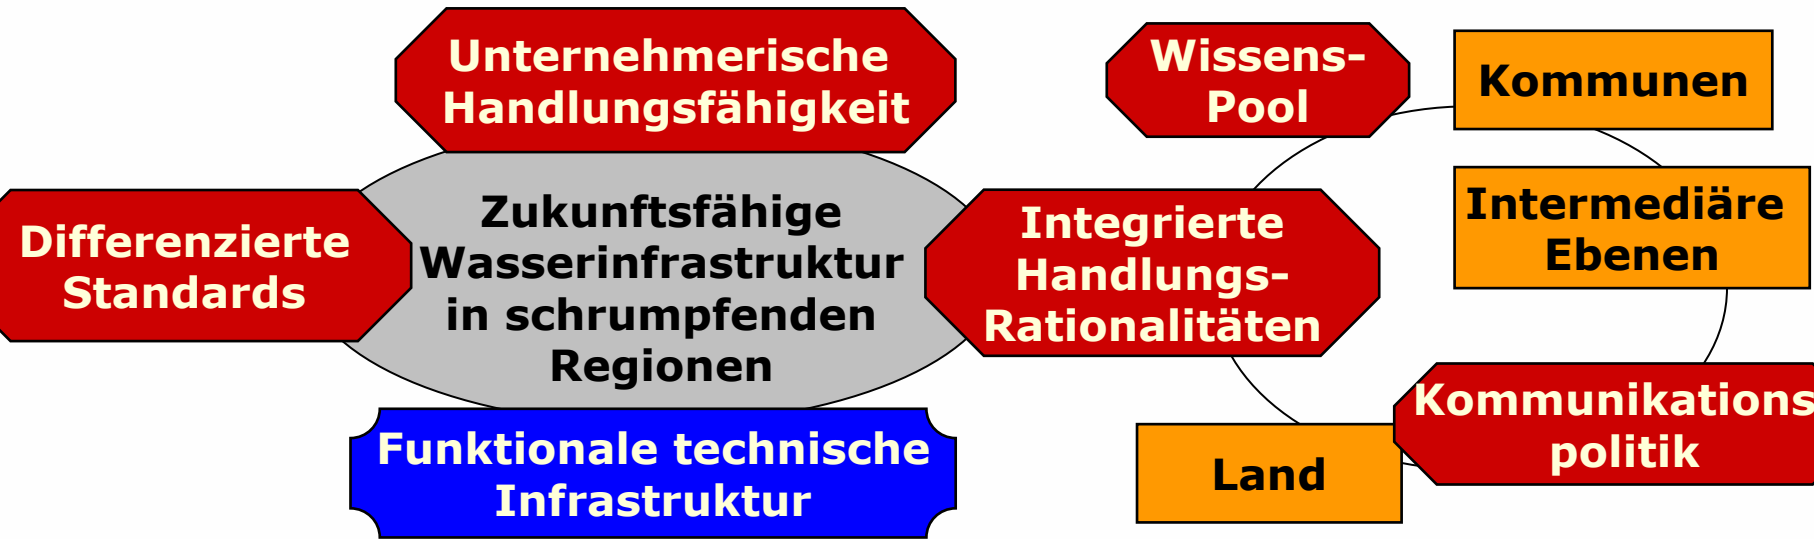 Unternehmerische
Handlungsfähigkeit
Wissens-
Pool
Kommunen
Differenzierte
Standards
Zukunftsfähige
Wasserinfrastruktur
in schrumpfenden
Regionen
Integrierte
Handlungs-
Rationalitäten
Intermediäre
Ebenen
Funktionale technische
Infrastruktur
Land
Kommunikations
politik